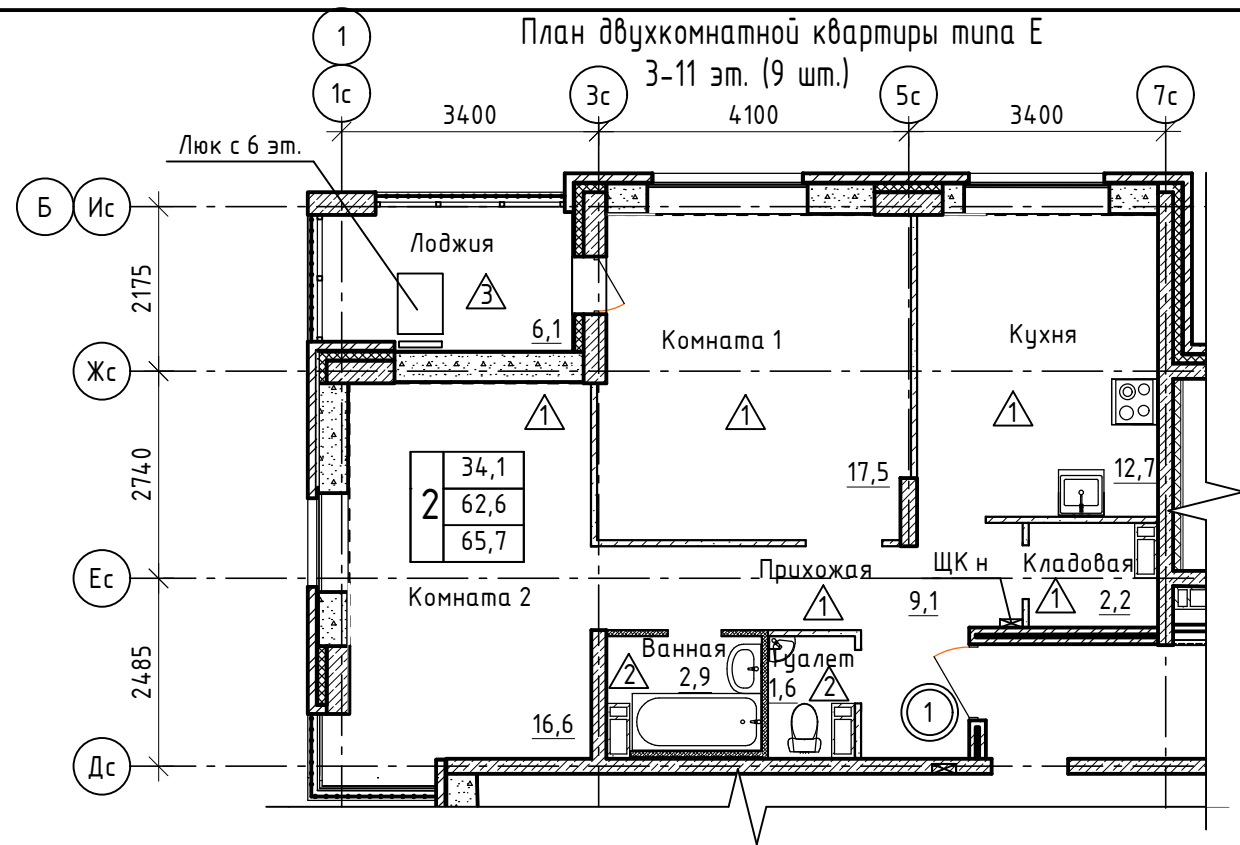 План двухкомнатной квартиры типа Е
3-11 эт. (9 шт.)
1
1с
3с
5с
7с
3400
4100
3400
Люк с 6 эт.
Б
Ис
Лоджия
3
6,1
2175
Комната 1
Кухня
Жс
1
1
1
2740
2
34,1
62,6
65,7
17,5
12,7
Ес
Комната 2
Прихожая
1
9,1
ЩК н
Кладовая
1
2,2
2485
Ванная
2
2,9
Туалет
1,6
2
16,6
1
Дс